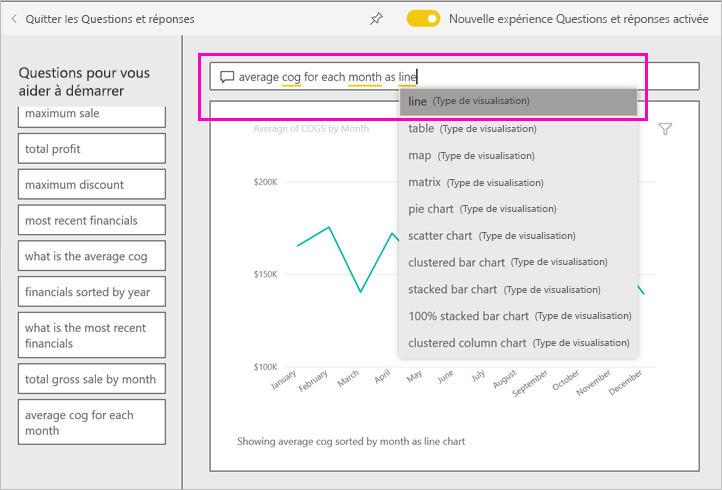 Quitter les Questions et réponses
Nouvelle expérience Questions et réponses activée
Questions pour vous
aider à démarrer
maximum sale
total profit
maximum discount
most recent financials
what is the average cog
financials sorted by year
what is the most recent
financials
total gross sale by month
average cog for each
month
average cog for each month as line
line (Type de visualisation)
table (Type de visualisation)
map (Type de visualisation)
matrix (Type de visualisation)
pie chart (Type de visualisation)
scatter chart (Type de visualisation)
clustered bar chart (Type de visualisation)
stacked bar chart (Type de visualisation)
100% stacked bar chart (Type de visualisation)
clustered column chart (Type de visualisation)
Average of COGS by Month
$200K
$150K
$100K
January
February
March
April
May
June
July
August
September
October
November
December
Showing average cog sorted by month as line chart